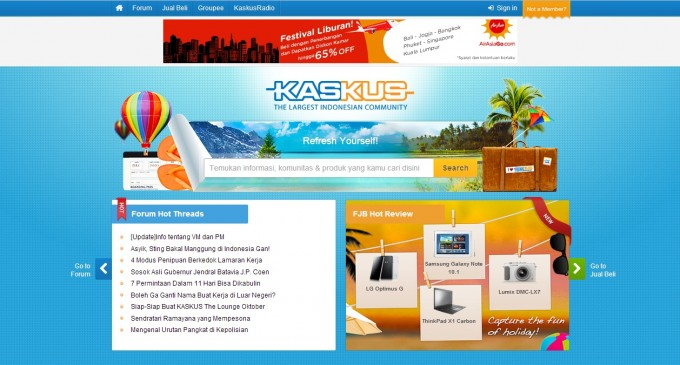 Forum Jual Beli Groupee KaskusRadio Sign in Not a Member?
Festival Liburan!
Beli dengan Penerbangan
dan Dapatkan Diskon Kamar
hingga 65% OFF
Bali - Jogja - Bangkok
Phuket - Singapore
Kuala Lumpur
AirAsia
AirAsiaGo.com
*Syarat dan ketentuan berlaku
KASKUS
THE LARGEST INDONESIAN COMMUNITY
Refresh Yourself!
Temukan informasi, komunitas & produk yang kamu cari disini Search
BOARDING PASS
HOT
Forum Hot Threads
[Update]Info tentang VM dan PM
Asyik, Sting Bakal Manggung di Indonesia Gan!
4 Modus Penipuan Berkedok Lamaran Kerja
Sosok Asli Gubernur Jendral Batavia J.P. Coen
7 Permintaan Dalam 11 Hari Bisa Dikabulin
Boleh Ga Ganti Nama Buat Kerja di Luar Negeri?
Siap-Siap Buat KASKUS The Lounge Oktober
Sendratari Ramayana yang Mempesona
Mengenal Urutan Pangkat di Kepolisian
Go to
Forum
FJB Hot Review
NEW
LG Optimus G
Samsung Galaxy Note
10.1
Lumix DMC-LX7
ThinkPad X1 Carbon
Capture the fun
of holiday!
Go to
Jual Beli